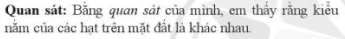 Quan sát: Bằng quan sát của mình, em thấy rằng kiểu
nằm của các hạt trên mặt đất là khác nhau.